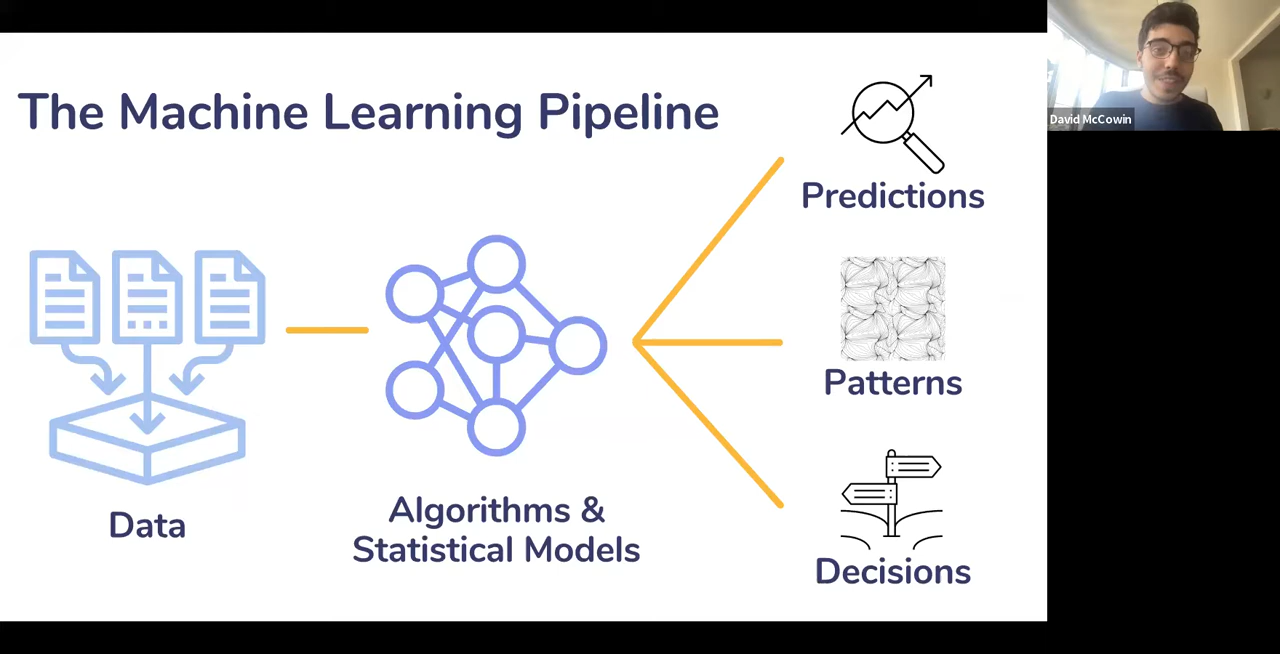 The Machine Learning Pipeline
David McCowin
Predictions
Patterns
Data
Algorithms &
Statistical Models
Decisions